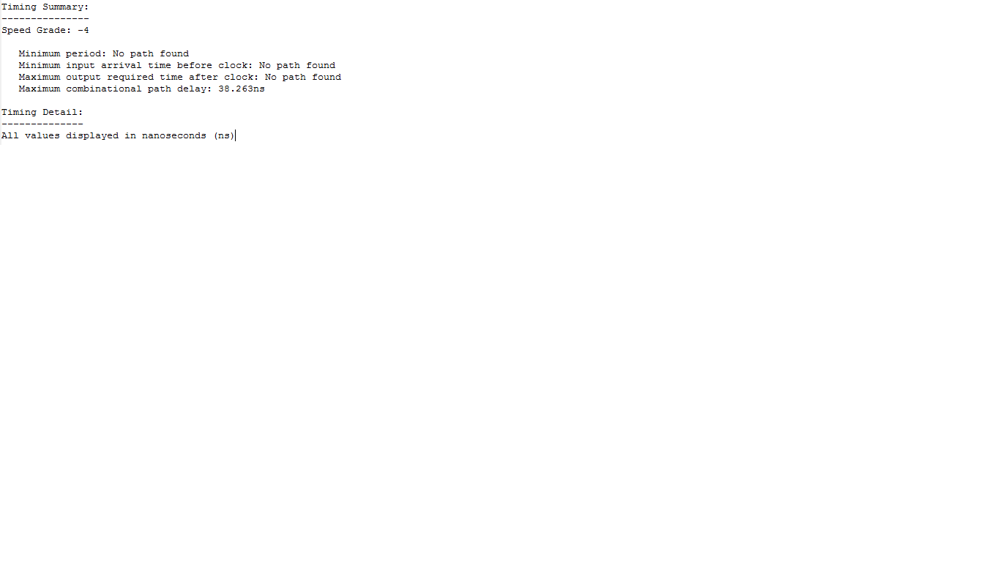 Timing Summary:
---------------
Speed Grade: -4
Minimum period: No path found
Minimum input arrival time before clock: No path found
Maximum output required time after clock: No path found
Maximum combinational path delay: 38.263ns
Timing Detail:
--------------
All values displayed in nanoseconds (ns)